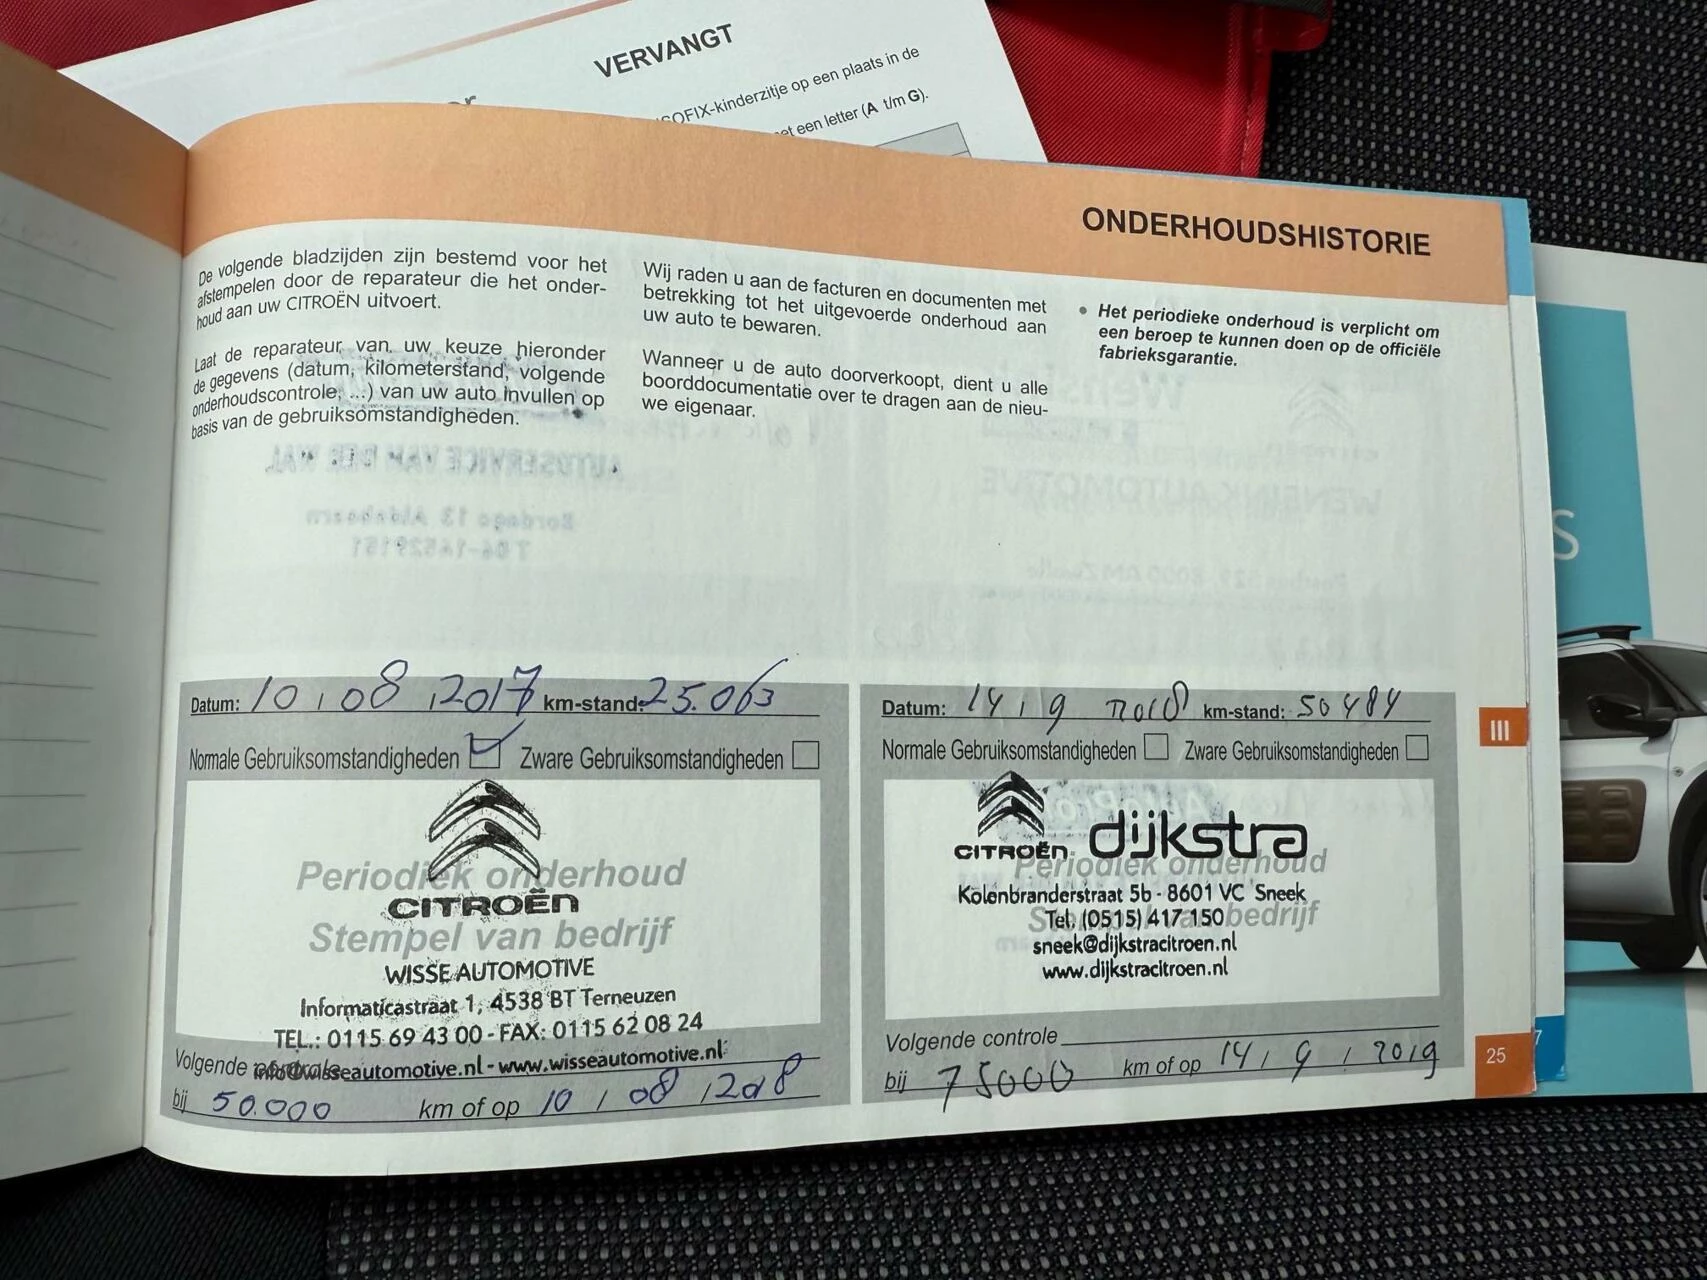 VERVANGT
SOFIX-kinderzitje op een plaats in de
et een letter (A t/m G).
ONDERHOUDSHISTORIE
De volgende bladzijden zijn bestemd voor het
afstempelen door de reparateur die het onder-
houd aan uw CITROËN uitvoert.
Laat de reparateur van uw keuze hieronder
de gegevens (datum, kilometerstand, volgende
onderhoudscontrole, ...) van uw auto invullen op
basis van de gebruiksomstandigheden.
Wij raden u aan de facturen en documenten met
betrekking tot het uitgevoerde onderhoud aan
uw auto te bewaren.
Wanneer u de auto doorverkoopt, dient u alle
boorddocumentatie over te dragen aan de nieu-
we eigenaar.
• Het periodieke onderhoud is verplicht om
een beroep te kunnen doen op de officiële
fabrieksgarantie.
Datum: 10 / 08 / 2017 km-stand: 25.063
Normale Gebruiksomstandigheden Zware Gebruiksomstandigheden
Periodiek onderhoud
CITROËN
Stempel van bedrijf
WISSE AUTOMOTIVE
Informaticastraat 1, 4538 BT Terneuzen
TEL.: 0115 69 43 00 - FAX: 0115 62 08 24
Volgende controle
info@wisseautomotive.nl - www.wisseautomotive.nl
bij 50.000 km of op 10 / 08 / 2018
Datum: 14 / 9 2018 km-stand: 50484
Normale Gebruiksomstandigheden Zware Gebruiksomstandigheden
CITROËN dijkstra
Periodiek onderhoud
Kolenbranderstraat 5b - 8601 VC Sneek
Tel. (0515) 417 150
Stempel van bedrijf
sneek@dijkstracitroen.nl
www.dijkstracitroen.nl
Volgende controle
bij 75000 km of op 14 / 9 / 2019
III
25
7
S